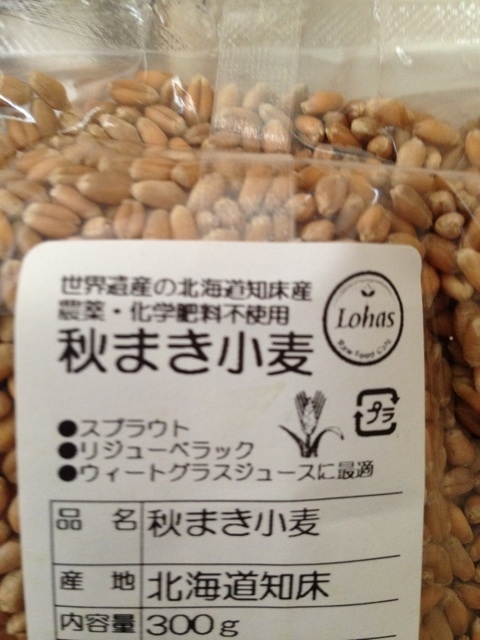 世界遺産の北海道知床産
農薬・化学肥料不使用
秋まき小麦
Lohas
Raw Food Cafe
プラ
●スプラウト
●リジューベラック
●ウィートグラスジュースに最適
品 名 秋まき小麦
産 地 北海道知床
内容量 300g